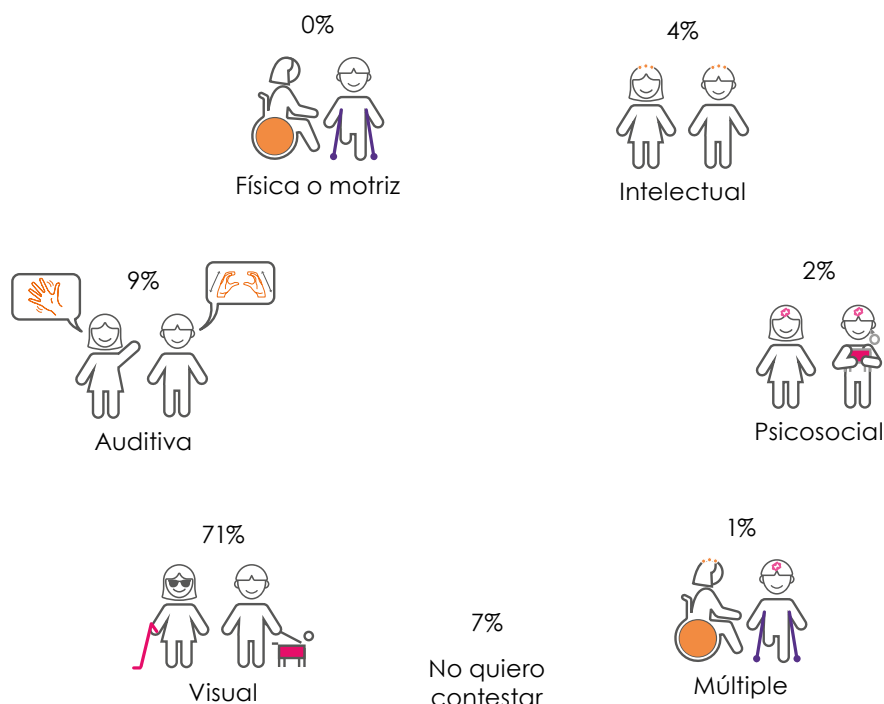 0%
Física o motriz
4%
Intelectual
9%
Auditiva
2%
Psicosocial
71%
Visual
7%
No quiero
contestar
1%
Múltiple